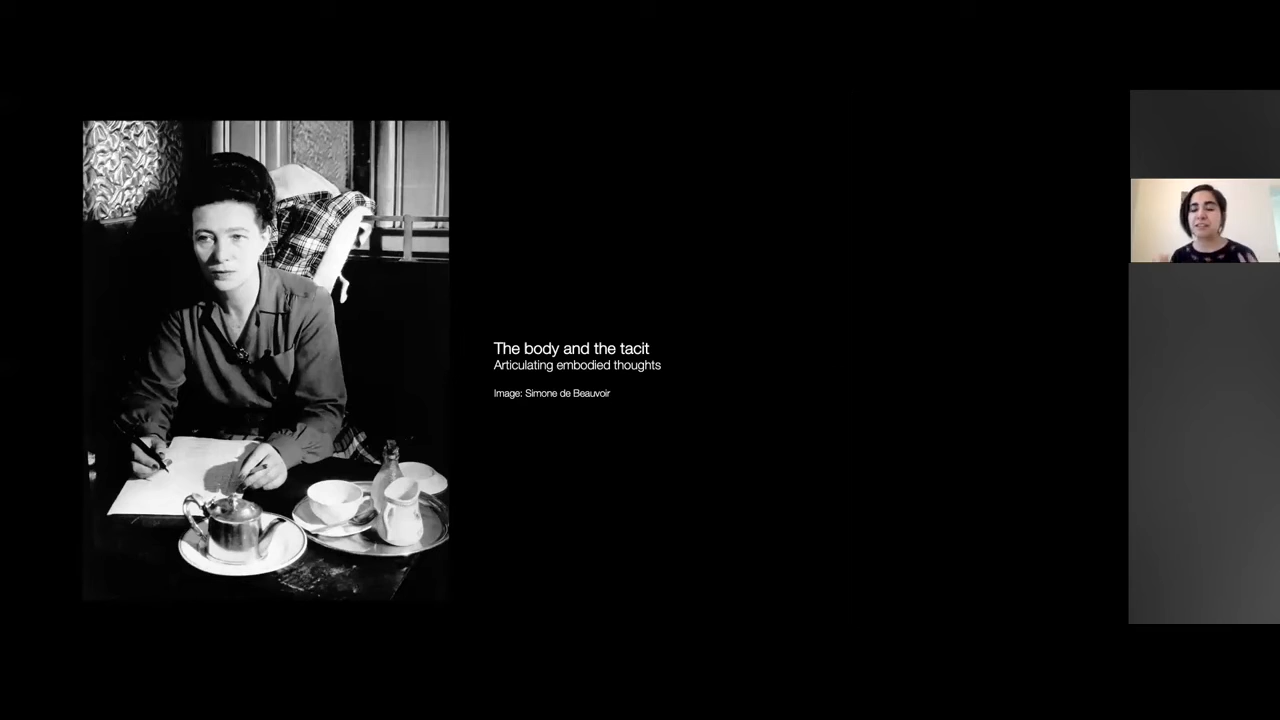 The body and the tacit
Articulating embodied thoughts
Image: Simone de Beauvoir